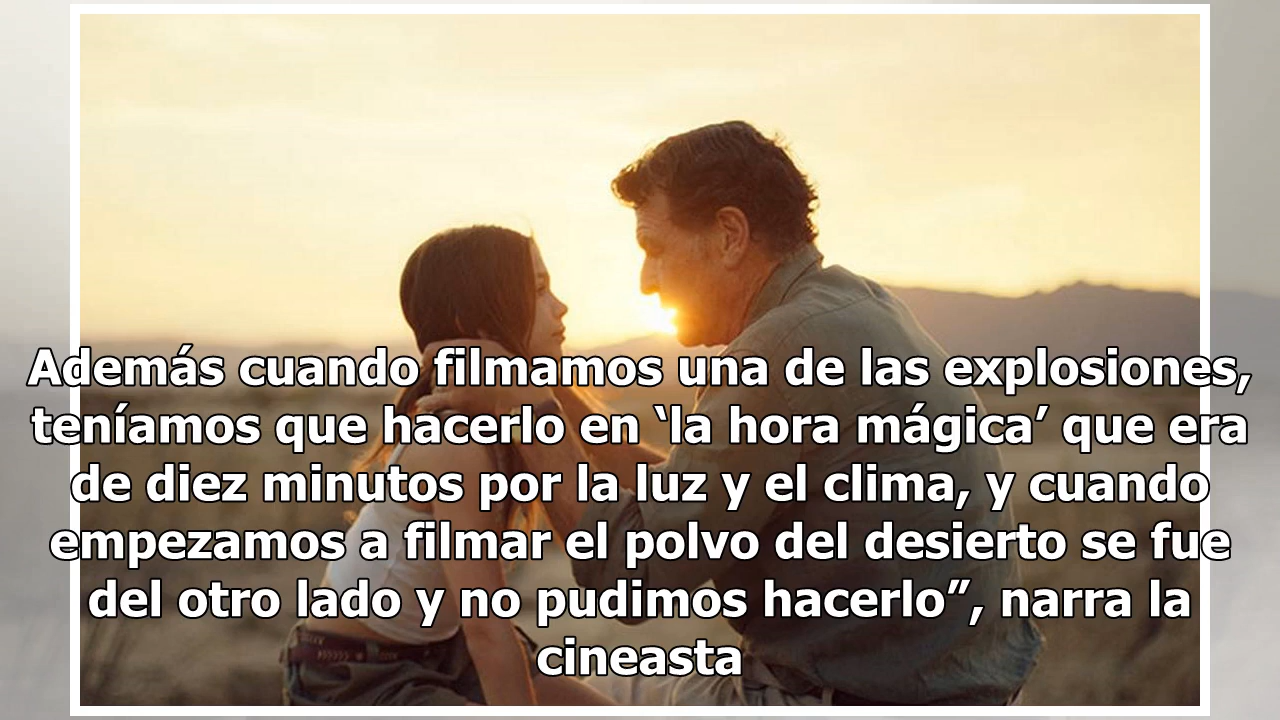 Además cuando filmamos una de las explosiones,
teníamos que hacerlo en ‘la hora mágica’ que era
de diez minutos por la luz y el clima, y cuando
empezamos a filmar el polvo del desierto se fue
del otro lado y no pudimos hacerlo”, narra la
cineasta